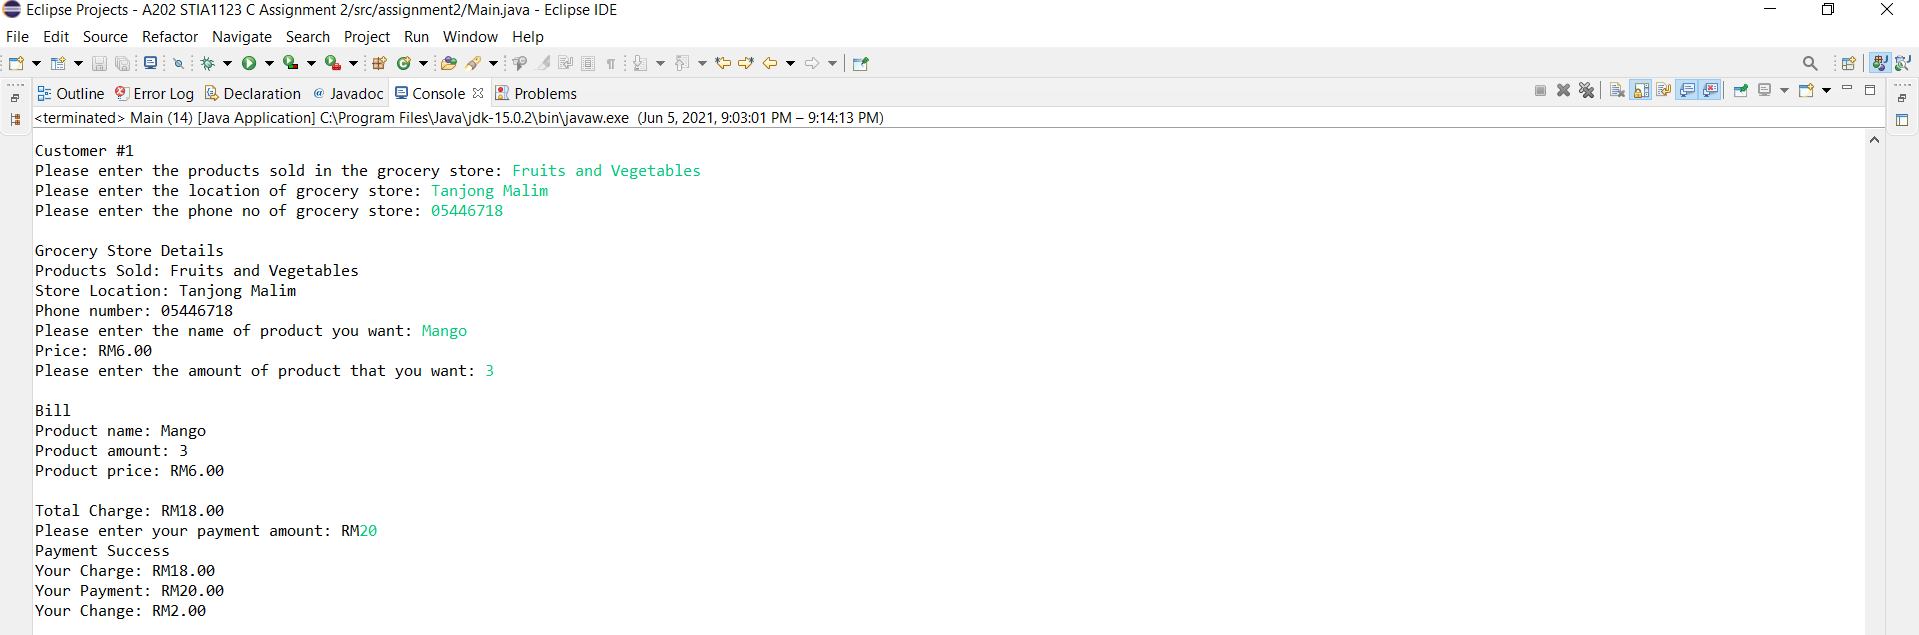 Eclipse Projects - A202 STIA1123 C Assignment 2/src/assignment2/Main.java - Eclipse IDE
File Edit Source Refactor Navigate Search Project Run Window Help
Outline Error Log Declaration @ Javadoc Console Problems
<terminated> Main (14) [Java Application] C:\Program Files\Java\jdk-15.0.2\bin\javaw.exe (Jun 5, 2021, 9:03:01 PM – 9:14:13 PM)
Customer #1
Please enter the products sold in the grocery store: Fruits and Vegetables
Please enter the location of grocery store: Tanjong Malim
Please enter the phone no of grocery store: 05446718
Grocery Store Details
Products Sold: Fruits and Vegetables
Store Location: Tanjong Malim
Phone number: 05446718
Please enter the name of product you want: Mango
Price: RM6.00
Please enter the amount of product that you want: 3
Bill
Product name: Mango
Product amount: 3
Product price: RM6.00
Total Charge: RM18.00
Please enter your payment amount: RM20
Payment Success
Your Charge: RM18.00
Your Payment: RM20.00
Your Change: RM2.00